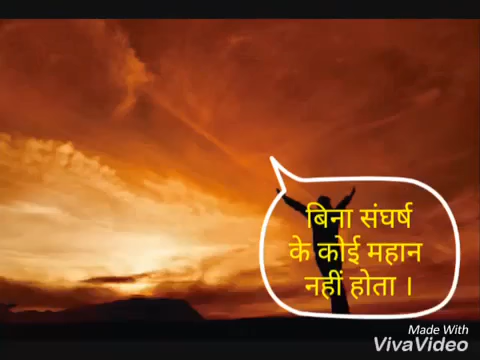 बिना संघर्ष
के कोई महान
नहीं होता ।
Made With
VivaVideo